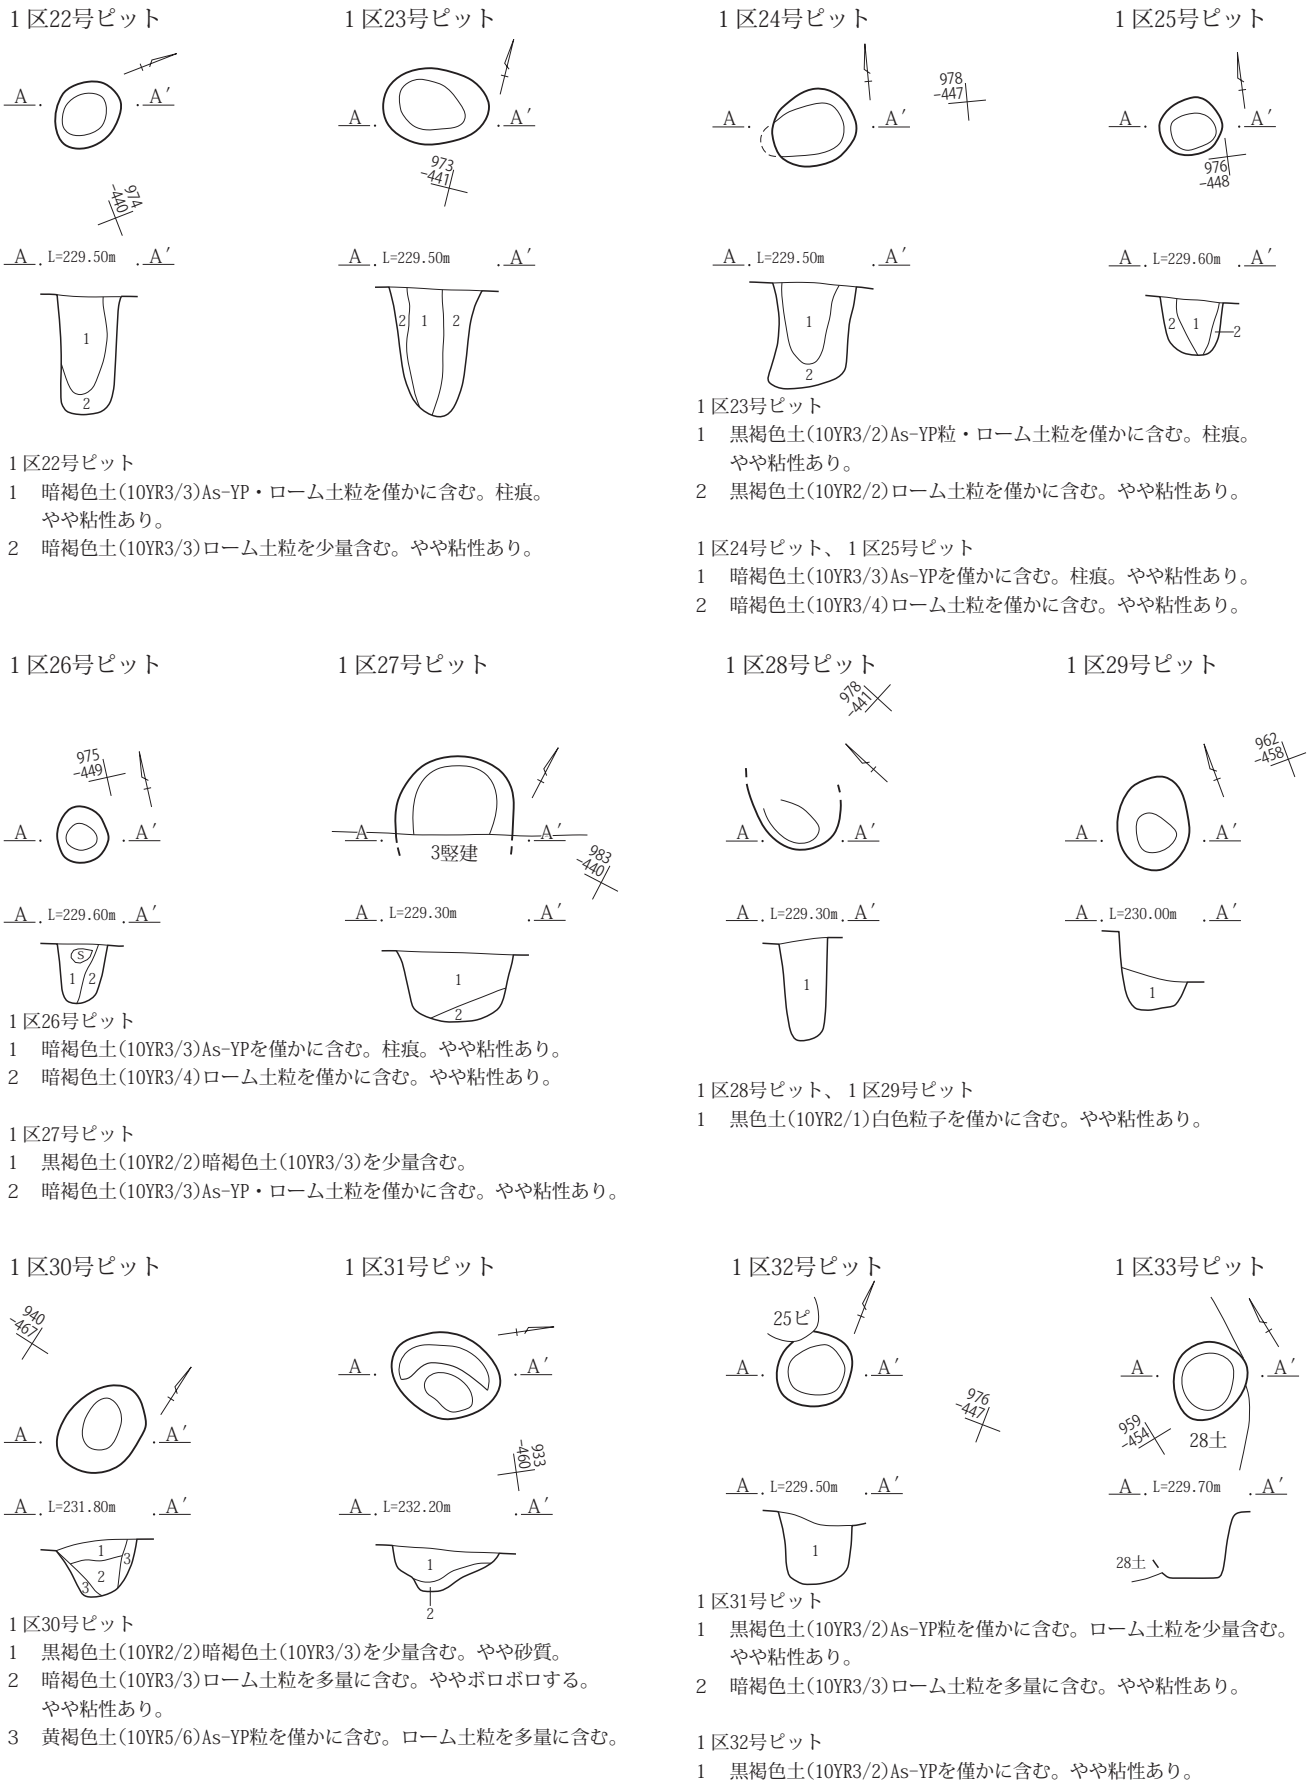 1区22号ピット
1区23号ピット
1区24号ピット
1区25号ピット
A . . A′
974
-440
A . L=229.50m . A′
1
2
A . . A′
973
-441
A . L=229.50m . A′
2 1 2
A . . A′
978
-447
A . L=229.50m . A′
1
2
A . . A′
976
-448
A . L=229.60m . A′
2 1
2
1区22号ピット
1 暗褐色土(10YR3/3)As-YP・ローム土粒を僅かに含む。柱痕。
やや粘性あり。
2 暗褐色土(10YR3/3)ローム土粒を少量含む。やや粘性あり。
1区23号ピット
1 黒褐色土(10YR3/2)As-YP粒・ローム土粒を僅かに含む。柱痕。
やや粘性あり。
2 黒褐色土(10YR2/2)ローム土粒を僅かに含む。やや粘性あり。
1区24号ピット、1区25号ピット
1 暗褐色土(10YR3/3)As-YPを僅かに含む。柱痕。やや粘性あり。
2 暗褐色土(10YR3/4)ローム土粒を僅かに含む。やや粘性あり。
1区26号ピット
1区27号ピット
1区28号ピット
1区29号ピット
975
-449
A . . A′
A . L=229.60m . A′
S
1 2
A . . A′
3竪建
983
-440
A . L=229.30m . A′
1
2
978
-441
A . . A′
A . L=229.30m . A′
1
962
-458
A . . A′
A . L=230.00m . A′
1
1区26号ピット
1 暗褐色土(10YR3/3)As-YPを僅かに含む。柱痕。やや粘性あり。
2 暗褐色土(10YR3/4)ローム土粒を僅かに含む。やや粘性あり。
1区27号ピット
1 黒褐色土(10YR2/2)暗褐色土(10YR3/3)を少量含む。
2 暗褐色土(10YR3/3)As-YP・ローム土粒を僅かに含む。やや粘性あり。
1区28号ピット、1区29号ピット
1 黒色土(10YR2/1)白色粒子を僅かに含む。やや粘性あり。
1区30号ピット
1区31号ピット
1区32号ピット
1区33号ピット
940
-467
A . . A′
A . L=231.80m . A′
1
2
3
3
A . . A′
933
-460
A . L=232.20m . A′
1
2
25ピ
A . . A′
976
-447
A . L=229.50m . A′
1
A . . A′
959
-454
28土
A . L=229.70m . A′
28土
1区30号ピット
1 黒褐色土(10YR2/2)暗褐色土(10YR3/3)を少量含む。やや砂質。
2 暗褐色土(10YR3/3)ローム土粒を多量に含む。ややボロボロする。
やや粘性あり。
3 黄褐色土(10YR5/6)As-YP粒を僅かに含む。ローム土粒を多量に含む。
1区31号ピット
1 黒褐色土(10YR3/2)As-YP粒を僅かに含む。ローム土粒を少量含む。
やや粘性あり。
2 暗褐色土(10YR3/3)ローム土粒を多量に含む。やや粘性あり。
1区32号ピット
1 黒褐色土(10YR3/2)As-YPを僅かに含む。やや粘性あり。